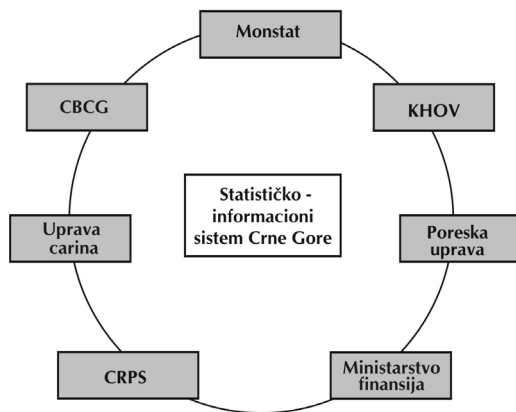 Monstat
CBCG
KHOV
Statističko -
informacioni
sistem Crne Gore
Uprava
carina
Poreska
uprava
CRPS
Ministarstvo
finansija